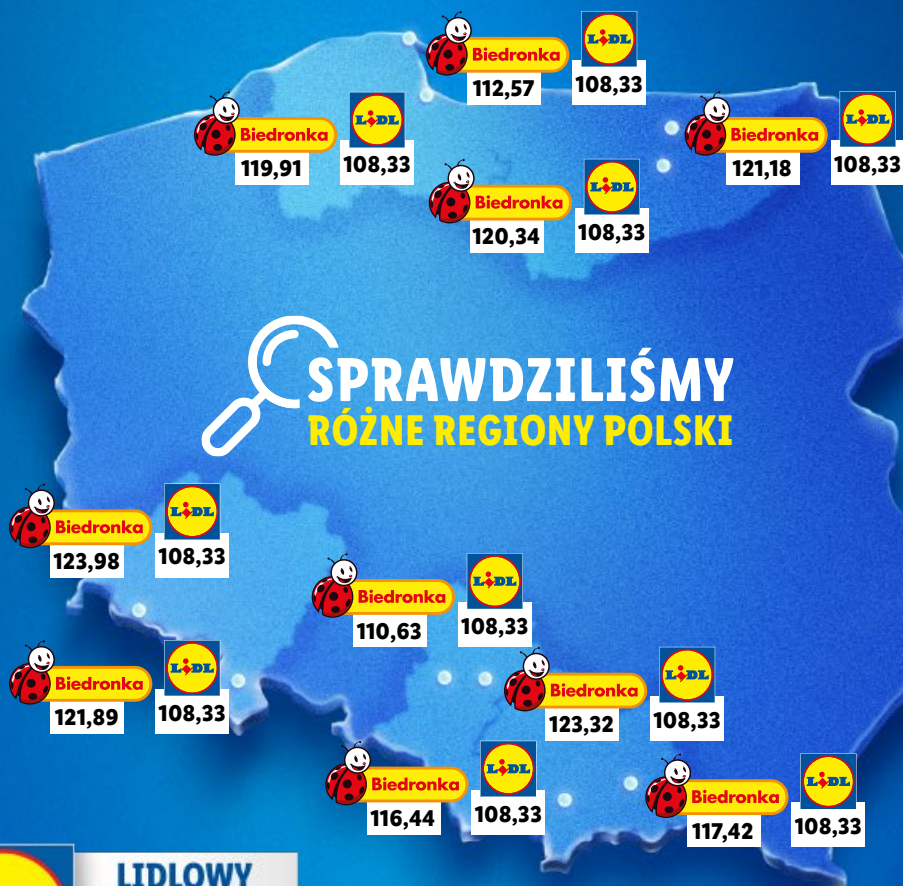 Biedronka LIDL
112,57 108,33
Biedronka LIDL
119,91 108,33
Biedronka LIDL
121,18 108,33
Biedronka LIDL
120,34 108,33
SPRAWDZILIŚMY
RÓŻNE REGIONY POLSKI
Biedronka LIDL
123,98 108,33
Biedronka LIDL
110,63 108,33
Biedronka LIDL
121,89 108,33
Biedronka LIDL
123,32 108,33
Biedronka LIDL
116,44 108,33
Biedronka LIDL
117,42 108,33
LIDLOWY